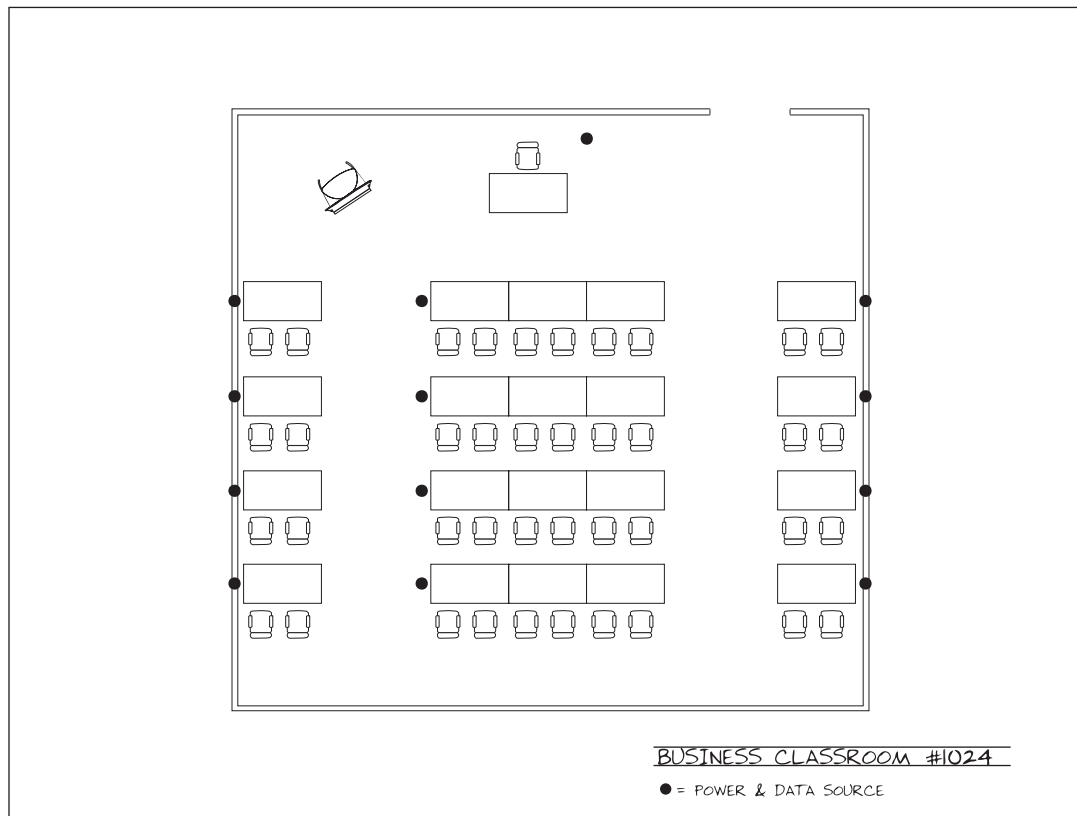 BUSINESS CLASSROOM #1024
= POWER & DATA SOURCE